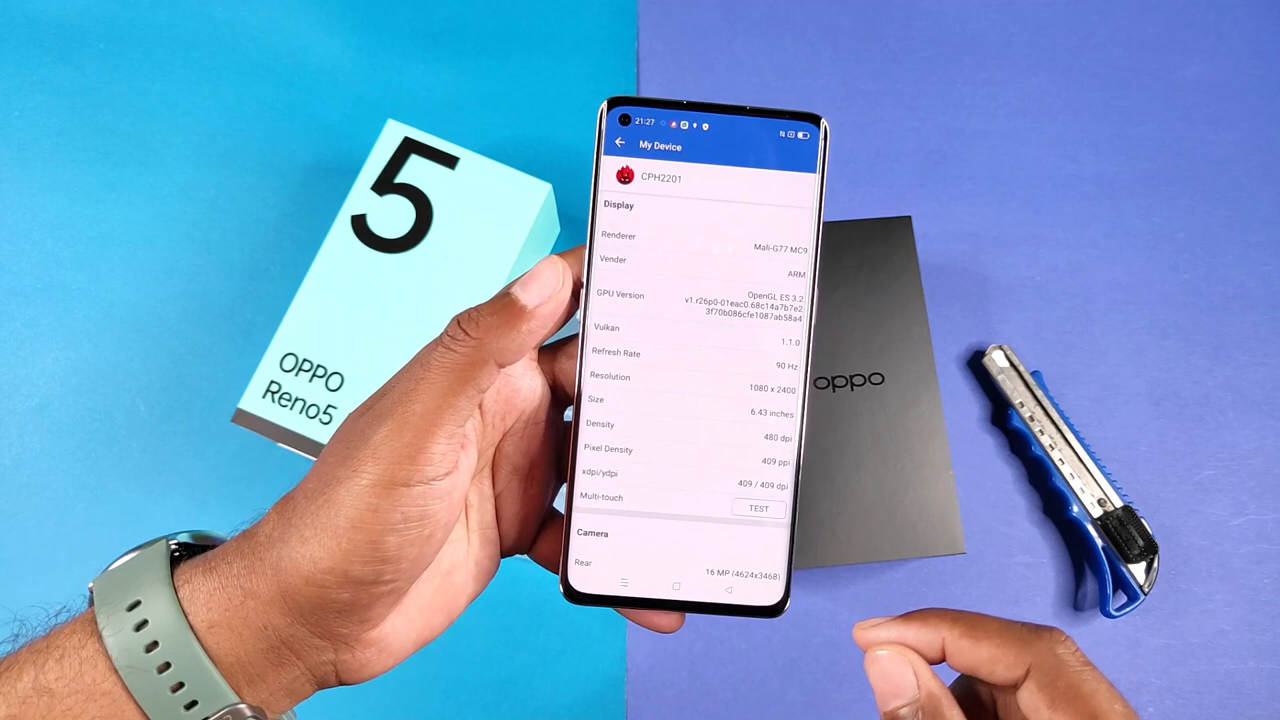 5
OPPO
Reno5
21:27
My Device
CPH2201
Display
Renderer
Mali-G77 MC9
Vender
ARM
GPU Version
OpenGL ES 3.2
v1.r26p0-01eac0.68c14a7b7e2
3f70b086cfe1087ab58a4
Vulkan
1.1.0
Refresh Rate
90 Hz
Resolution
1080 x 2400
Size
6.43 inches
Density
480 dpi
Pixel Density
409 ppi
xdpi/ydpi
409 / 409 dpi
Multi-touch
TEST
Camera
Rear
16 MP (4624x3468)
oppo